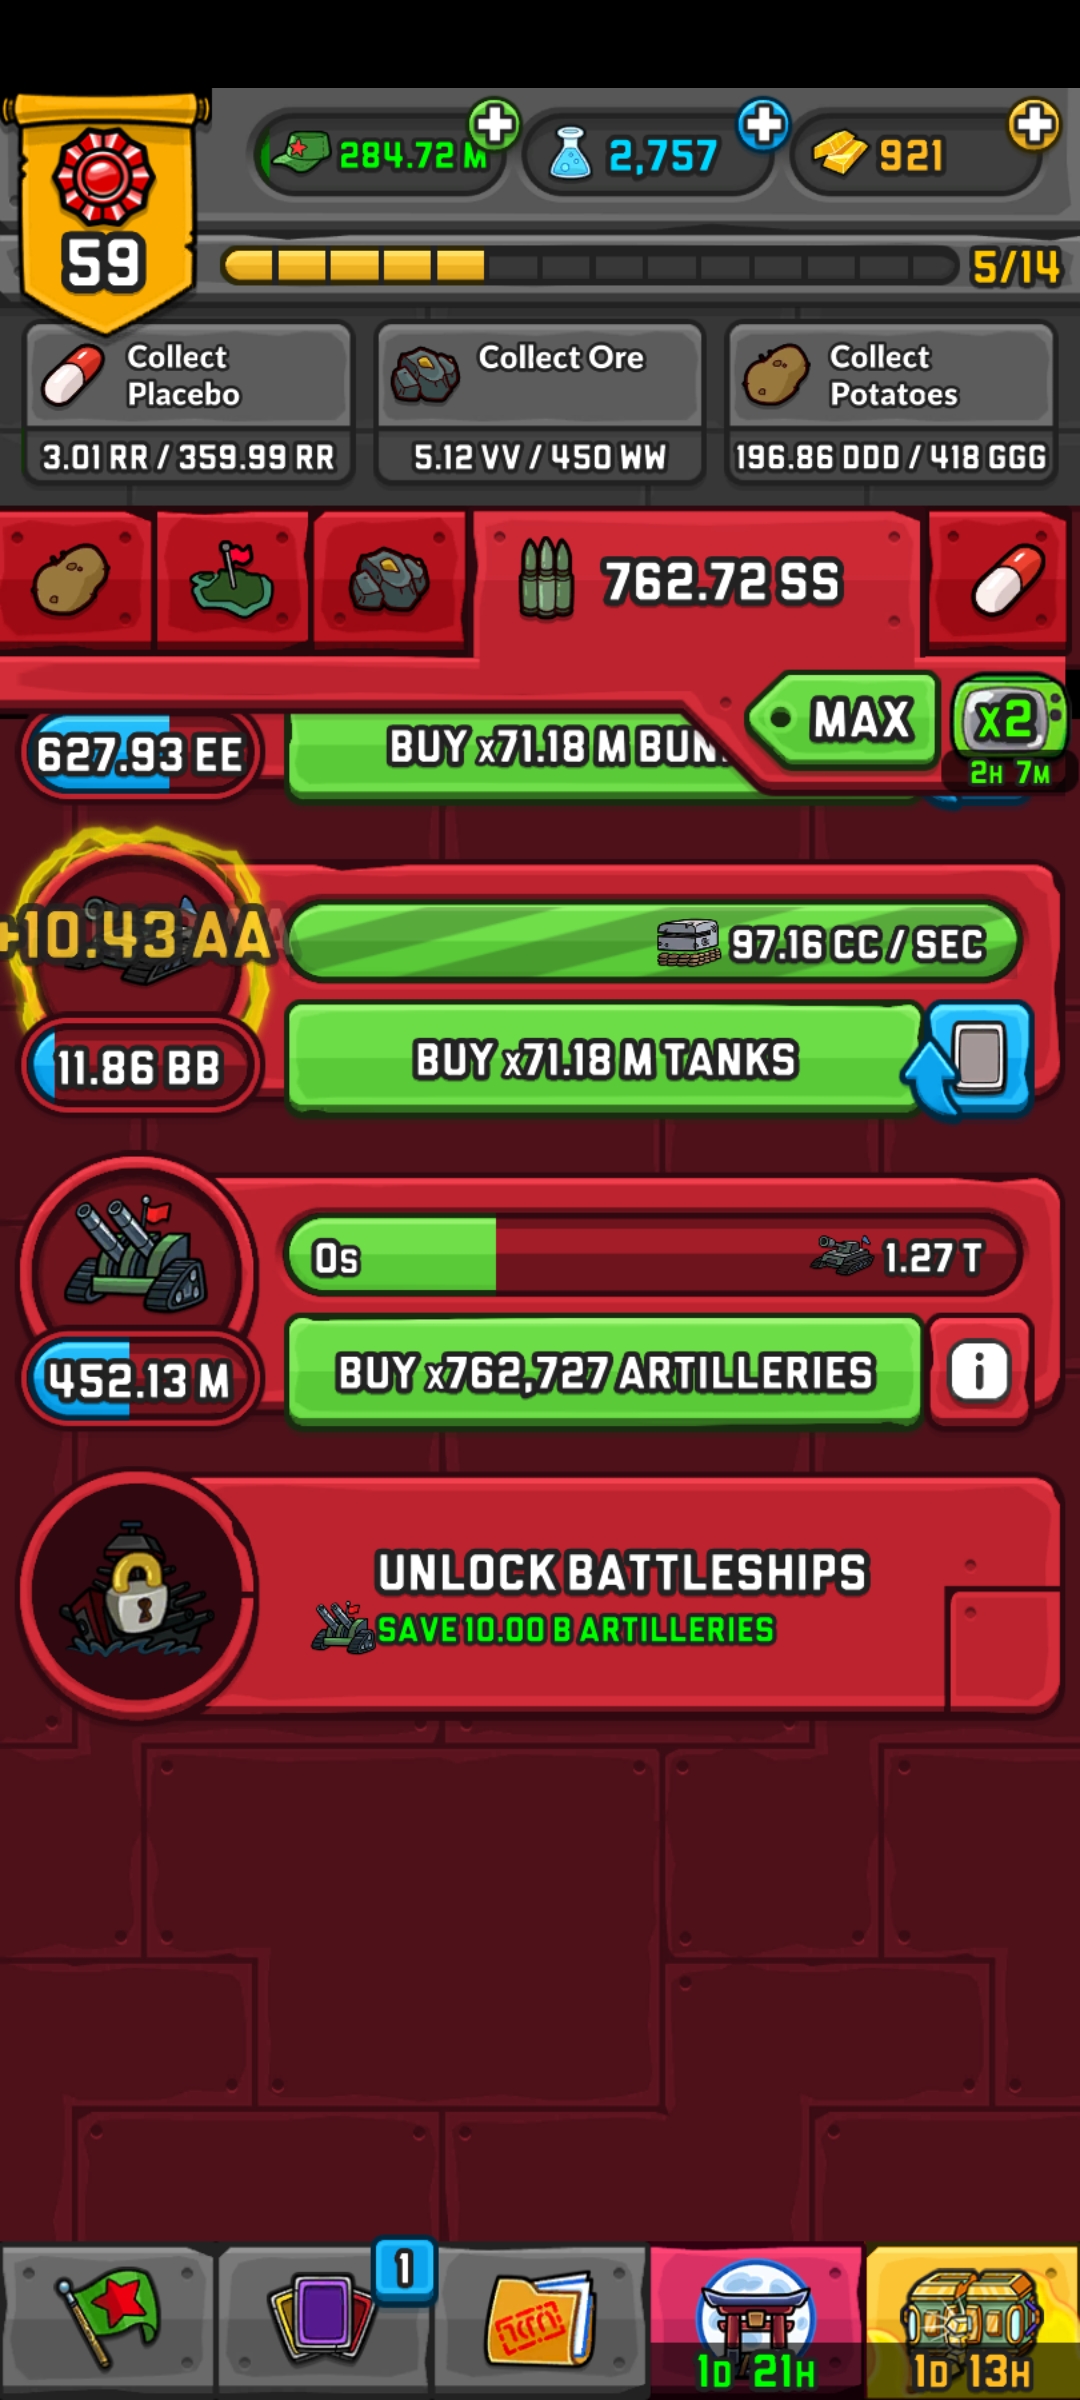 284.72 M
2,757
921
59
5/14
Collect
Placebo
3.01 RR / 359.99 RR
Collect Ore
5.12 VV / 450 WW
Collect
Potatoes
196.86 DDD / 418 GGG
762.72 SS
MAX
x2
2H 7M
627.93 EE
BUY x71.18 M BUN
+10.43 AA
97.16 CC / SEC
11.86 BB
BUY x71.18 M TANKS
0s
1.27 T
452.13 M
BUY x762,727 ARTILLERIES
i
UNLOCK BATTLESHIPS
SAVE 10.00 B ARTILLERIES
1
1D 21H
1D 13H